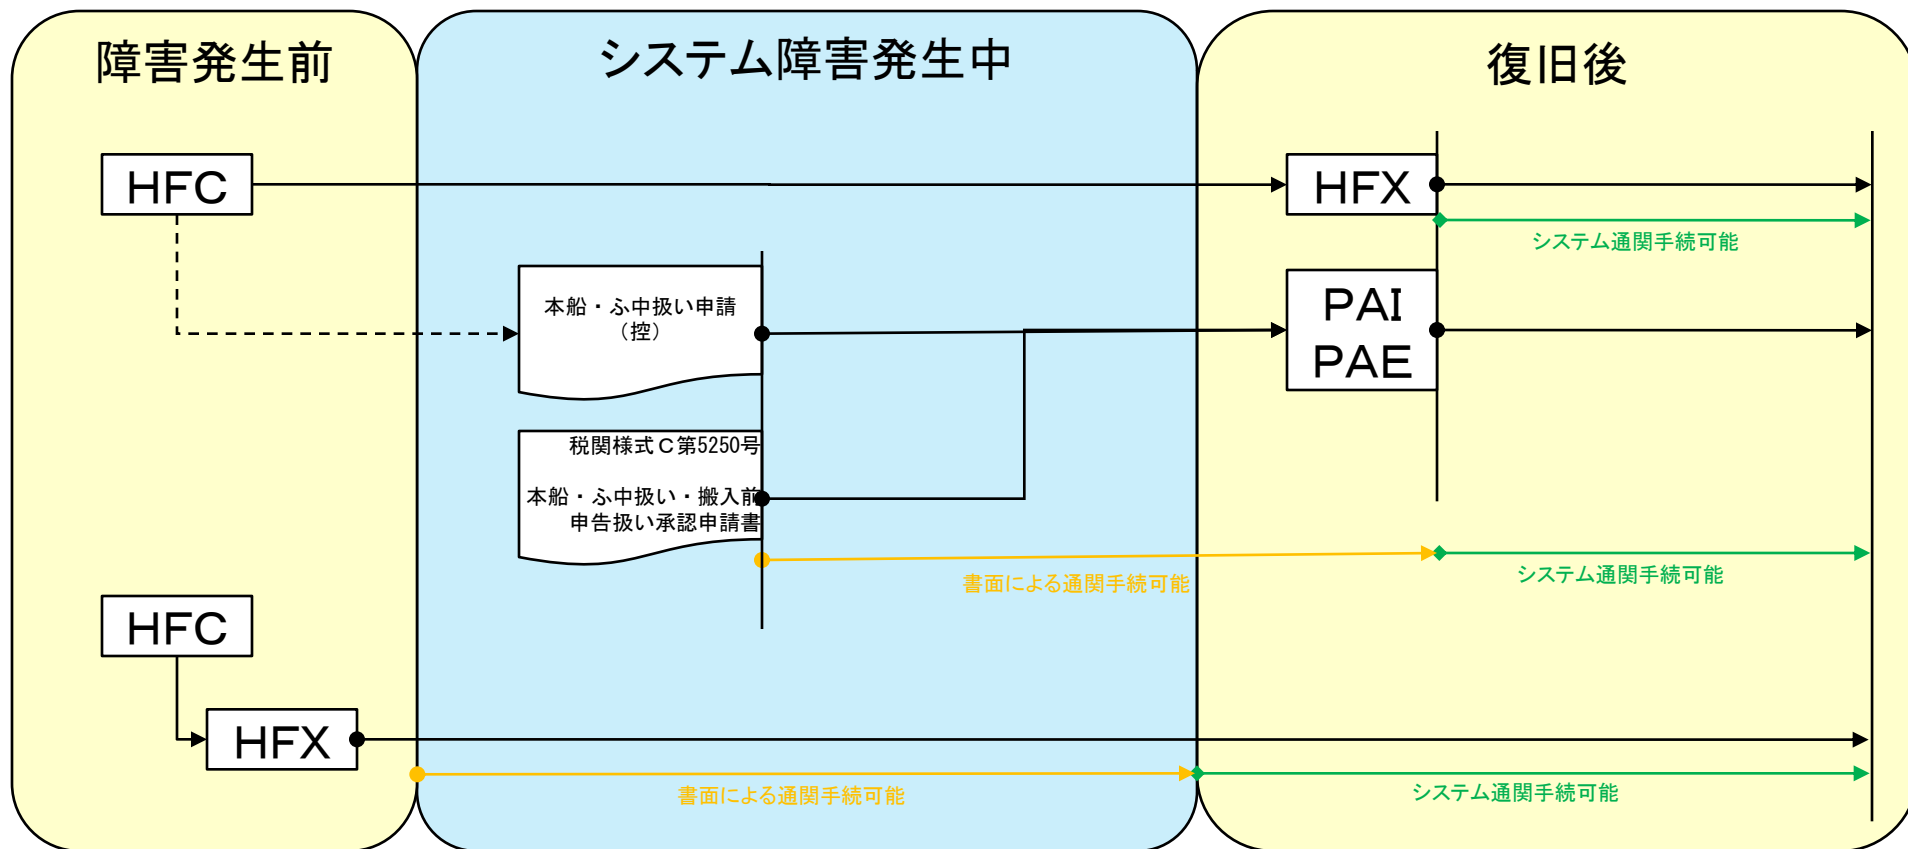 障害発生前
システム障害発生中
復旧後
HFC
HFX
システム通関手続可能
本船・ふ中扱い申請
（控）
PAI
PAE
税関様式C第5250号
本船・ふ中扱い・搬入前
申告扱い承認申請書
書面による通関手続可能
システム通関手続可能
HFC
HFX
書面による通関手続可能
システム通関手続可能